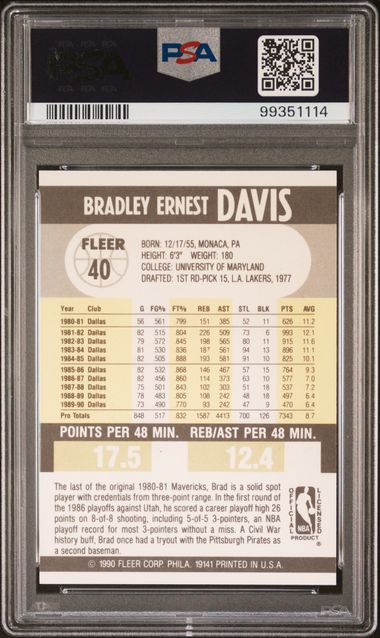 PSA
PSA
99351114
BRADLEY ERNEST DAVIS
FLEER
40
BORN: 12/17/55, MONACA, PA
HEIGHT: 6'3" WEIGHT: 180
COLLEGE: UNIVERSITY OF MARYLAND
DRAFTED: 1ST RD-PICK 15, L.A. LAKERS, 1977
Year Club G FG% FT% REB AST STL BLK PTS AVG
1980-81 Dallas 56 561 799 151 385 52 11 626 11.2
1981-82 Dallas 82 515 804 226 509 73 6 993 12.1
1982-83 Dallas 79 572 845 198 565 80 11 915 11.6
1983-84 Dallas 81 530 836 187 561 94 13 896 11.1
1984-85 Dallas 82 505 888 193 581 91 10 825 10.1
1985-86 Dallas 82 532 868 146 467 57 15 764 9.3
1986-87 Dallas 82 456 860 114 373 63 10 577 7.0
1987-88 Dallas 75 501 843 102 303 51 18 537 7.2
1988-89 Dallas 78 483 805 108 242 48 18 497 6.4
1989-90 Dallas 73 490 770 93 242 47 9 470 6.4
Pro Totals 848 517 832 1587 4413 700 126 7343 8.7
POINTS PER 48 MIN. REB/AST PER 48 MIN.
17.5 12.4
The last of the original 1980-81 Mavericks, Brad is a solid spot
player with credentials from three-point range. In the first round of
the 1986 playoffs against Utah, he scored a career playoff high 26
points on 8-of-8 shooting, including 5-of-5 3-pointers, an NBA
playoff record for most 3-pointers without a miss. A Civil War
history buff, Brad once had a tryout with the Pittsburgh Pirates as
a second baseman.
OFFICIAL LICENSED
NBA
PRODUCT
© 1990 FLEER CORP. PHILA. 19141 PRINTED IN U.S.A.